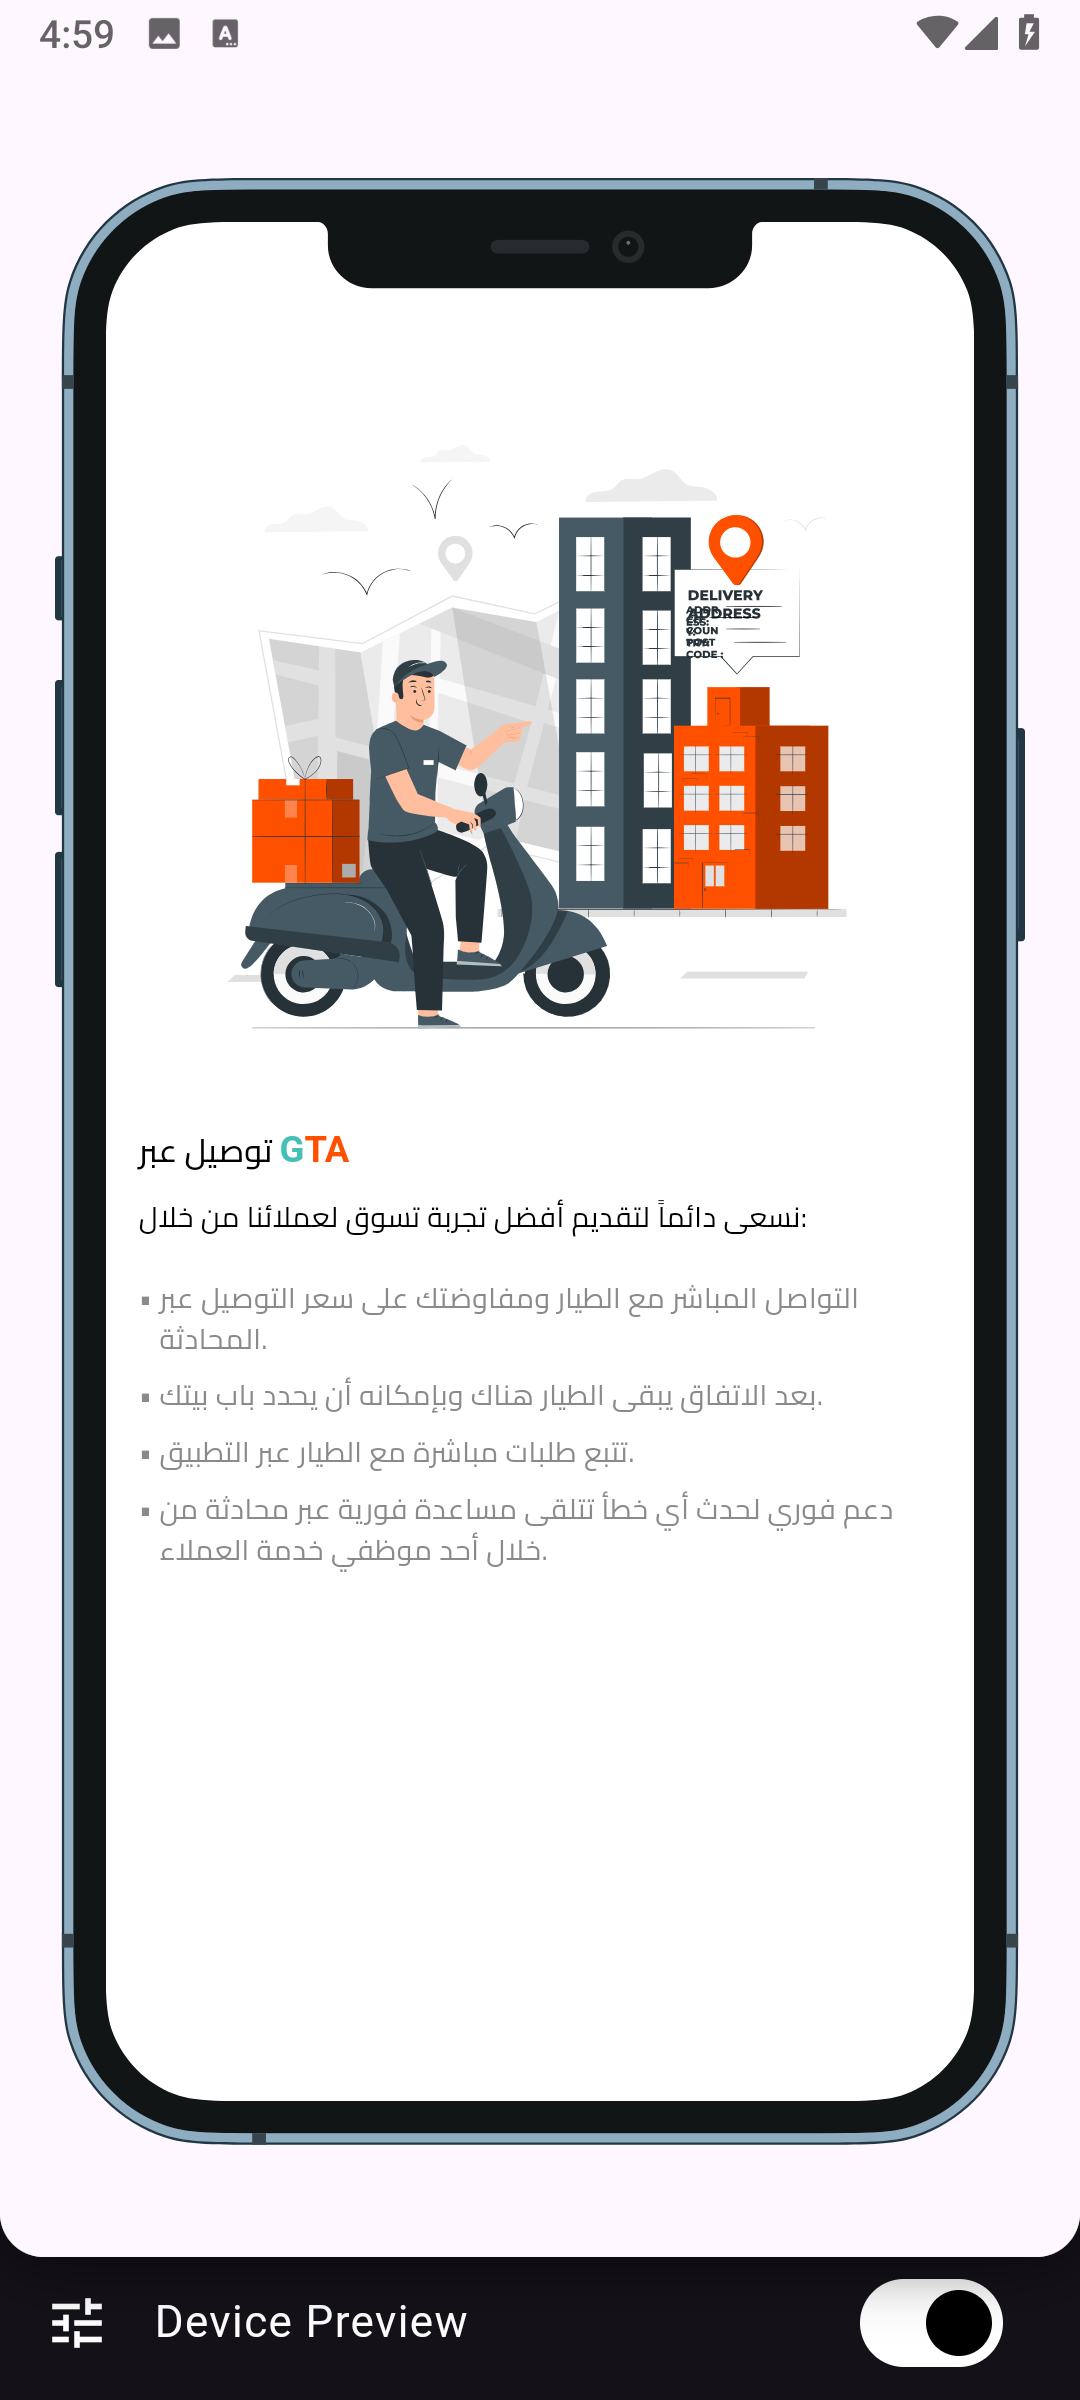 4:59
A
DELIVERY
ADDRESS
ADDR
ESS:
COUN
POST
CODE :
توصيل عبر GTA
نسعى دائماً لتقديم أفضل تجربة تسوق لعملائنا من خلال:
▪ التواصل المباشر مع الطيار ومفاوضتك على سعر التوصيل عبر
المحادثة.
▪ بعد الاتفاق يبقى الطيار هناك وبإمكانه أن يحدد باب بيتك.
▪ تتبع طلبات مباشرة مع الطيار عبر التطبيق.
▪ دعم فوري لحدث أي خطأ تتلقى مساعدة فورية عبر محادثة من
خلال أحد موظفي خدمة العملاء.
Device Preview